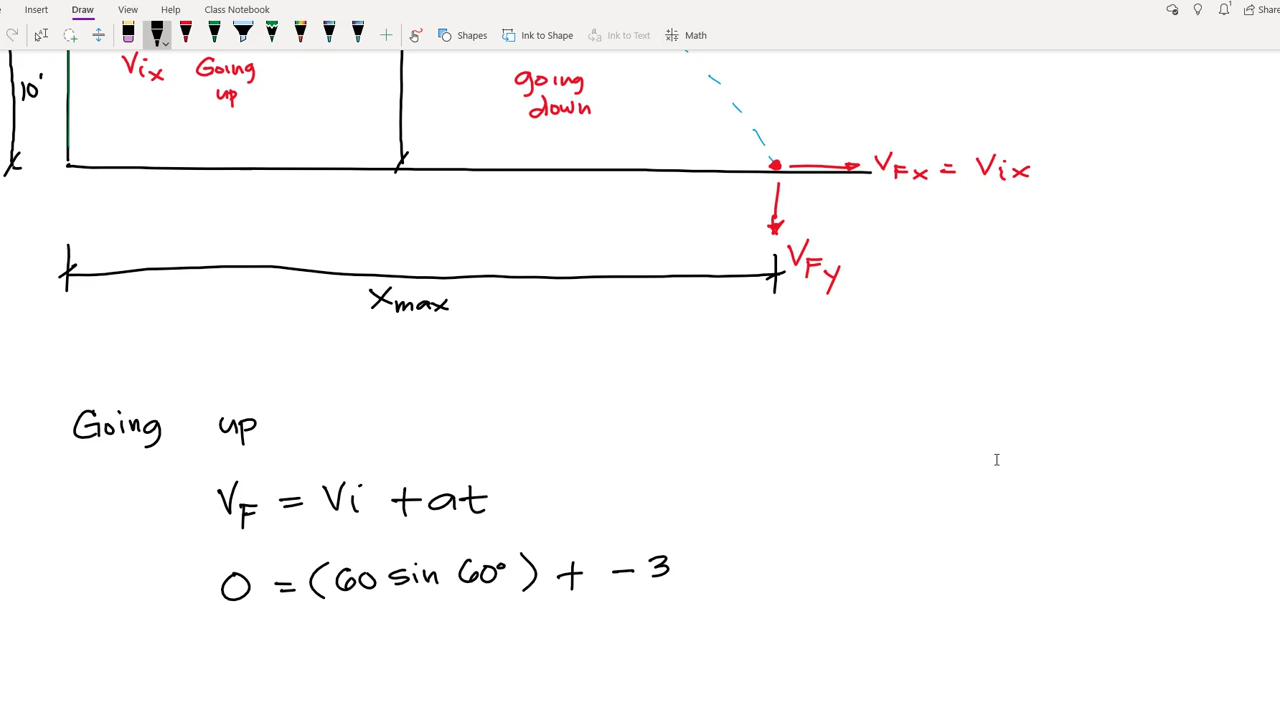 Insert Draw View Help Class Notebook Share
Shapes Ink to Shape Ink to Text Math
10'
Vix Going up
going down
VFx = Vix
VFy
Xmax
Going up
VF = Vi + at
0 = (60 sin 60°) + - 3